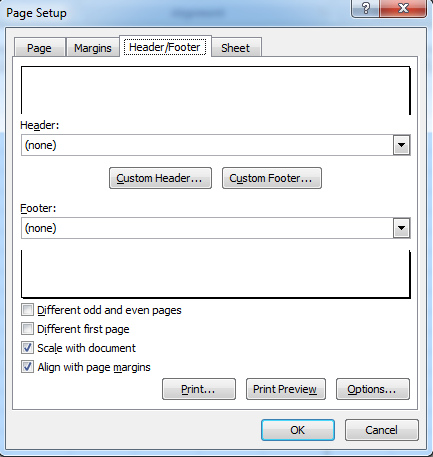 Page Setup
Page Margins Header/Footer Sheet
Header:
(none)
Custom Header... Custom Footer...
Footer:
(none)
Different odd and even pages
Different first page
Scale with document
Align with page margins
Print... Print Preview Options...
OK Cancel